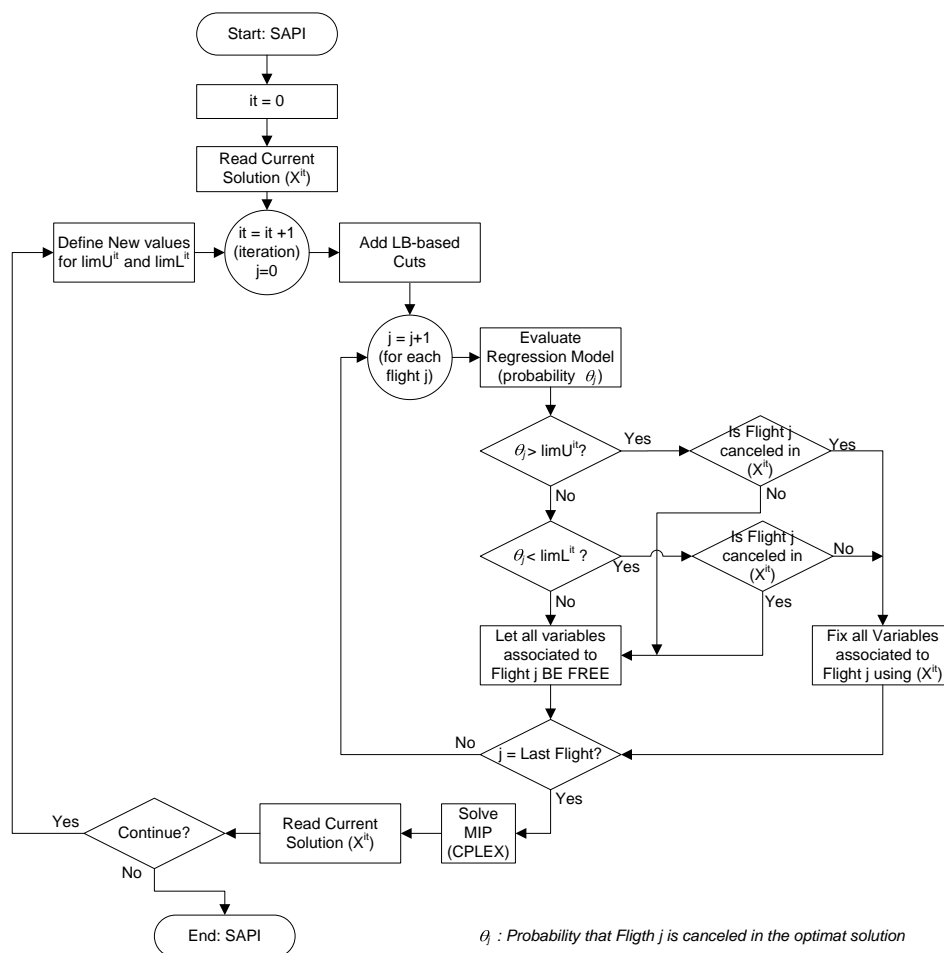 Start: SAPI
it = 0
Read Current
Solution (X^it)
Define New values
for limU^it and limL^it
it = it +1
(iteration)
j=0
Add LB-based
Cuts
j = j+1
(for each
flight j)
Evaluate
Regression Model
(probability θj)
θj> limU^it?
Yes
Is Flight j
canceled in
(X^it)
Yes
No
No
θj< limL^it ?
Yes
Is Flight j
canceled in
(X^it)
No
Yes
No
Let all variables
associated to
Flight j BE FREE
Fix all Variables
associated to
Flight j using (X^it)
No
j = Last Flight?
Yes
Solve
MIP
(CPLEX)
Read Current
Solution (X^it)
Yes
Continue?
No
End: SAPI
θj : Probability that Fligth j is canceled in the optimat solution